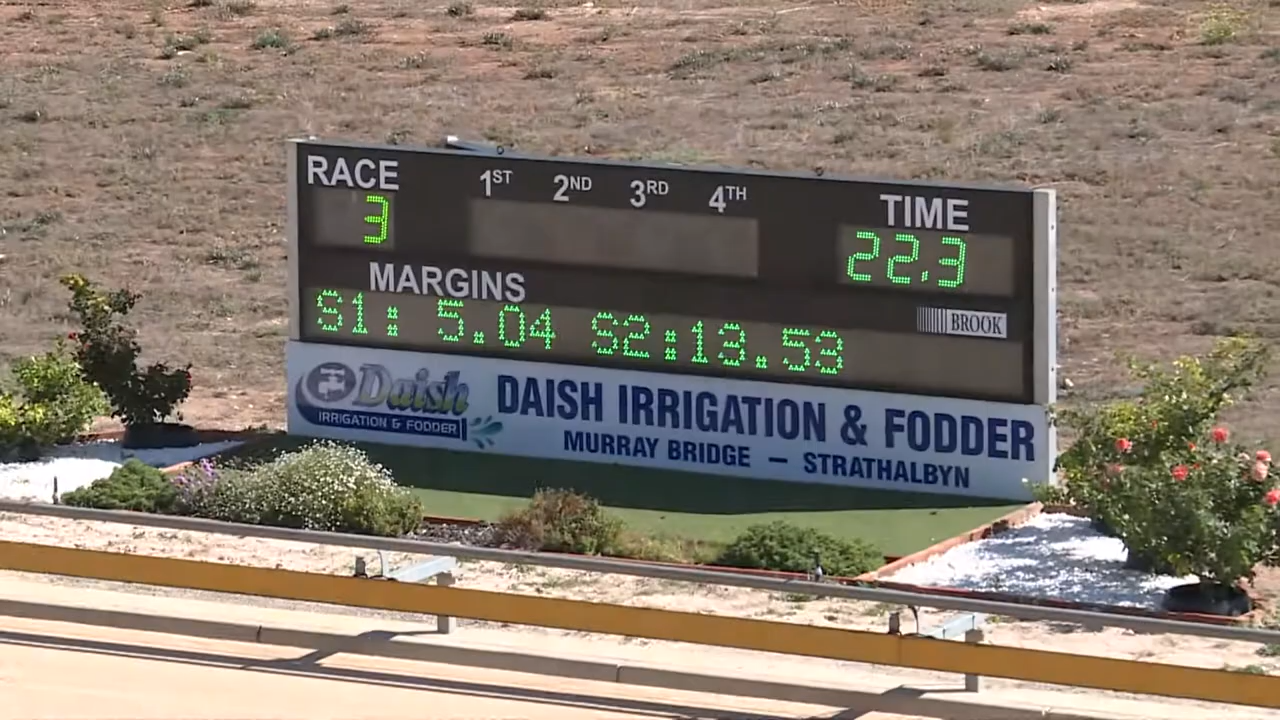 RACE 1ST 2ND 3RD 4TH TIME
3 22.3
MARGINS
S1: 5.04 S2:13.53
BROOK
Daish
IRRIGATION & FODDER
DAISH IRRIGATION & FODDER
MURRAY BRIDGE – STRATHALBYN